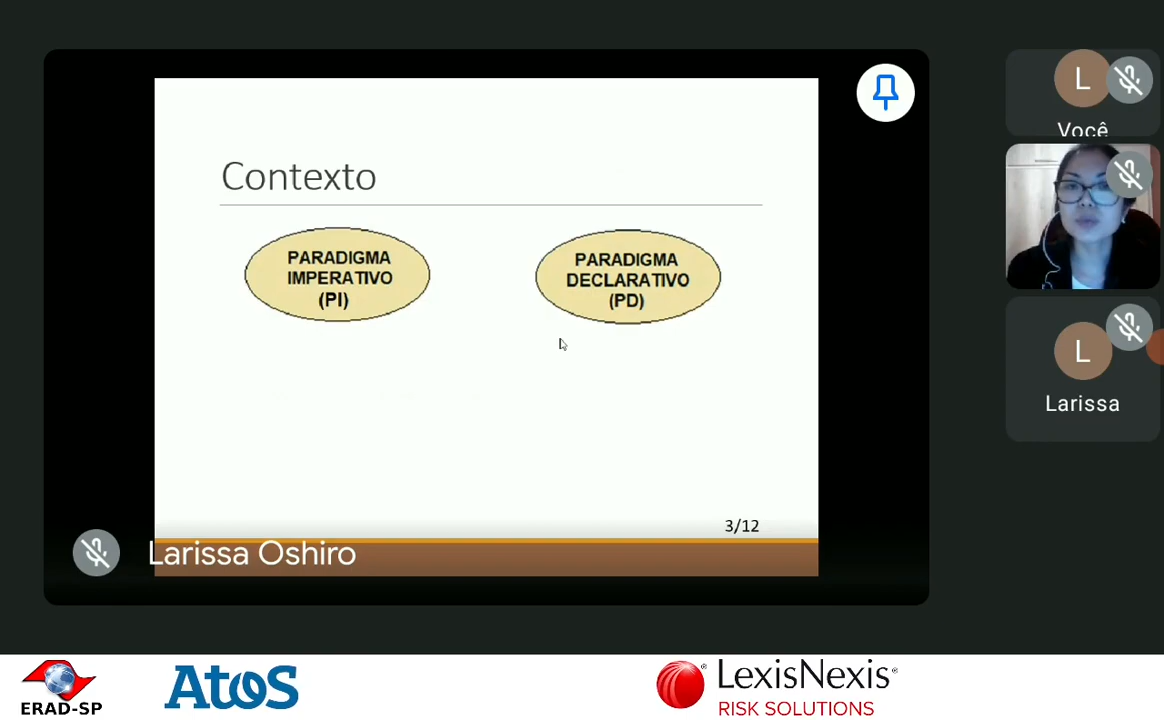 Contexto
PARADIGMA
IMPERATIVO
(PI)
PARADIGMA
DECLARATIVO
(PD)
3/12
Larissa Oshiro
L
Você
L
Larissa
ERAD-SP
Atos
LexisNexis®
RISK SOLUTIONS